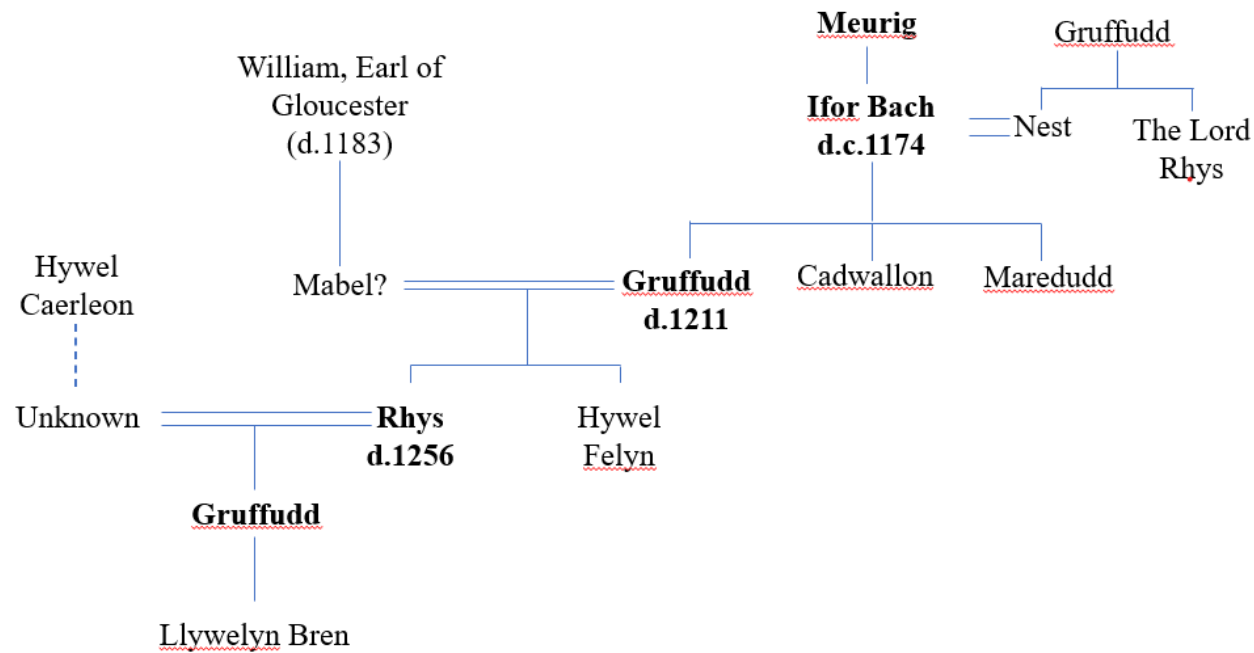 Meurig
Gruffudd
William, Earl of
Gloucester
(d.1183)
Ifor Bach
d.c.1174
Nest
The Lord
Rhys
Hywel
Caerleon
Mabel?
Gruffudd
d.1211
Cadwallon
Maredudd
Unknown
Rhys
d.1256
Hywel
Felyn
Gruffudd
Llywelyn Bren